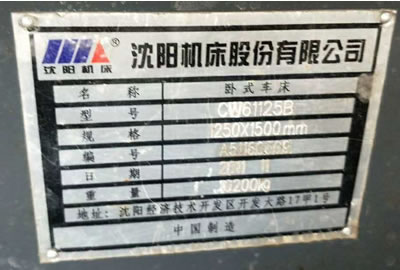 沈阳机床® 沈阳机床股份有限公司
名称 卧式车床
型号 CW61125B
规格 1250X1500mm
编号
日期
重量
地址:沈阳经济技术开发区开发大路17甲1号
中国制造